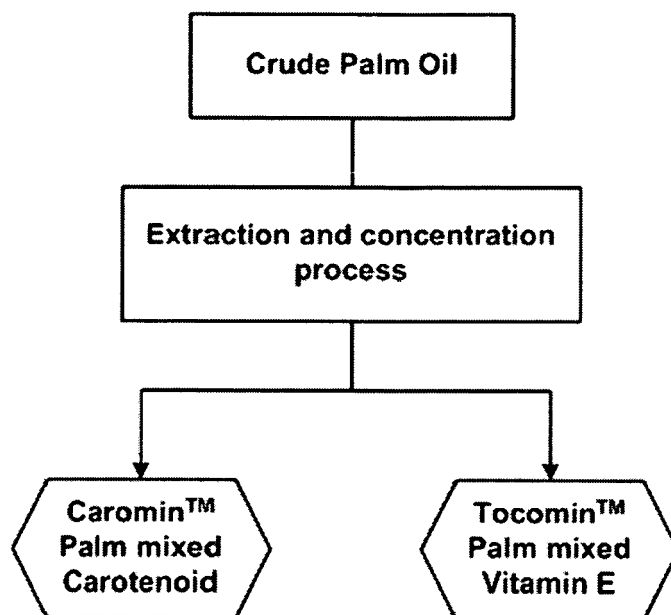 Crude Palm Oil
Extraction and concentration
process
Caromin™
Palm mixed
Carotenoid
Tocomin™
Palm mixed
Vitamin E